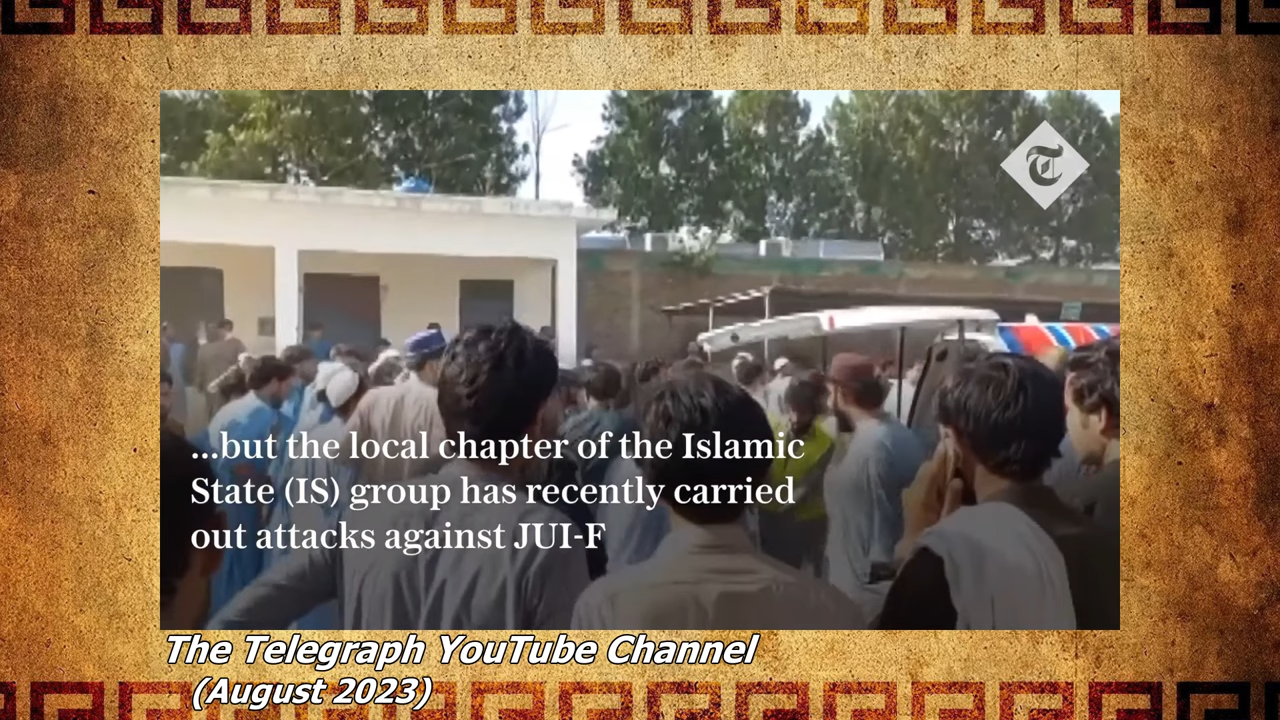 T
...but the local chapter of the Islamic
State (IS) group has recently carried
out attacks against JUI-F
The Telegraph YouTube Channel
(August 2023)